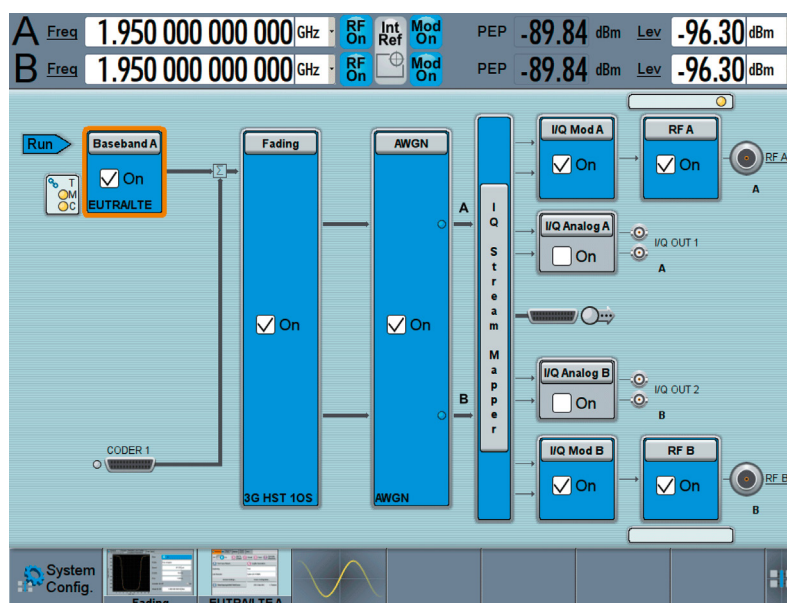 A Freq 1.950 000 000 000 GHz RF On Int Ref Mod On PEP -89.84 dBm Lev -96.30 dBm
B Freq 1.950 000 000 000 GHz RF On Mod On PEP -89.84 dBm Lev -96.30 dBm
Run
Baseband A
On
EUTRA/LTE
T
M
C
Σ
CODER 1
Fading
On
3G HST 1OS
AWGN
On
AWGN
A
B
IQ Stream Mapper
I/Q Mod A
On
RF A
On
RF A
A
I/Q Analog A
On
I/Q OUT 1
A
I/Q Analog B
On
I/Q OUT 2
B
I/Q Mod B
On
RF B
On
RF B
B
System
Config.
Fading
EUTRA/LTE A